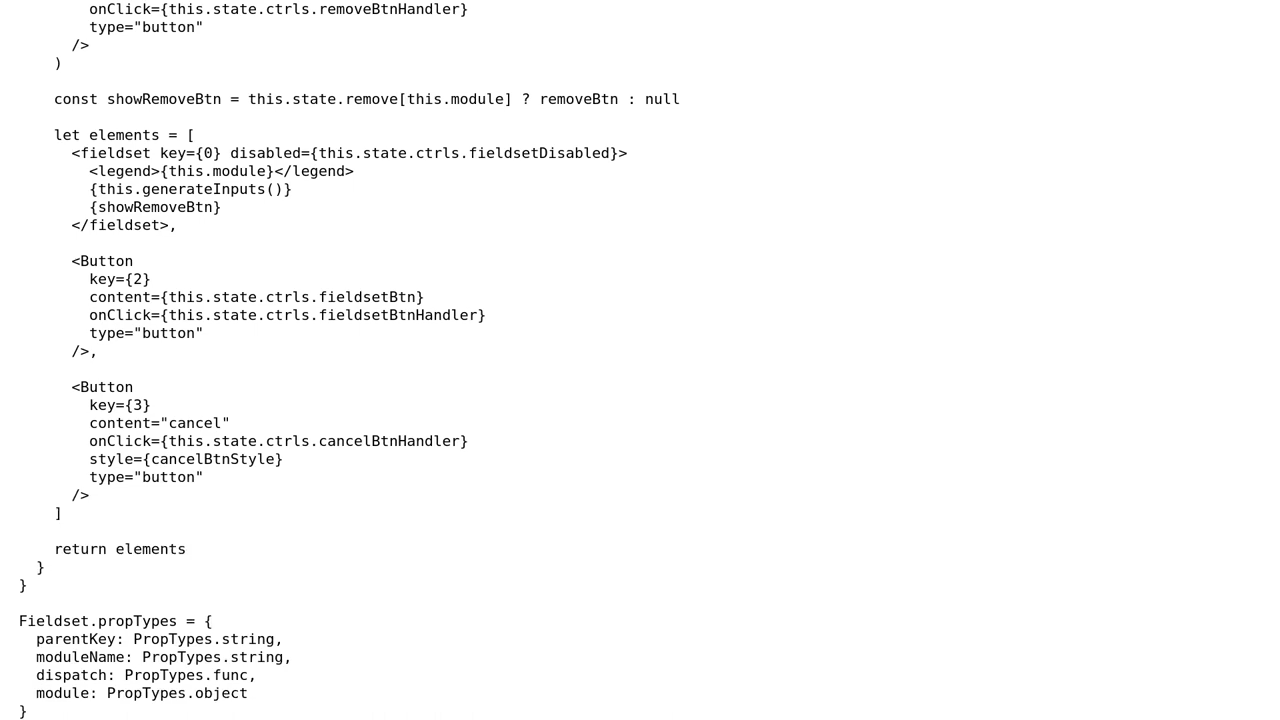 onClick={this.state.ctrls.removeBtnHandler}
        type="button"
      />
    )

    const showRemoveBtn = this.state.remove[this.module] ? removeBtn : null

    let elements = [
      <fieldset key={0} disabled={this.state.ctrls.fieldsetDisabled}>
        <legend>{this.module}</legend>
        {this.generateInputs()}
        {showRemoveBtn}
      </fieldset>,

      <Button
        key={2}
        content={this.state.ctrls.fieldsetBtn}
        onClick={this.state.ctrls.fieldsetBtnHandler}
        type="button"
      />,

      <Button
        key={3}
        content="cancel"
        onClick={this.state.ctrls.cancelBtnHandler}
        style={cancelBtnStyle}
        type="button"
      />
    ]

    return elements
  }
}

Fieldset.propTypes = {
  parentKey: PropTypes.string,
  moduleName: PropTypes.string,
  dispatch: PropTypes.func,
  module: PropTypes.object
}